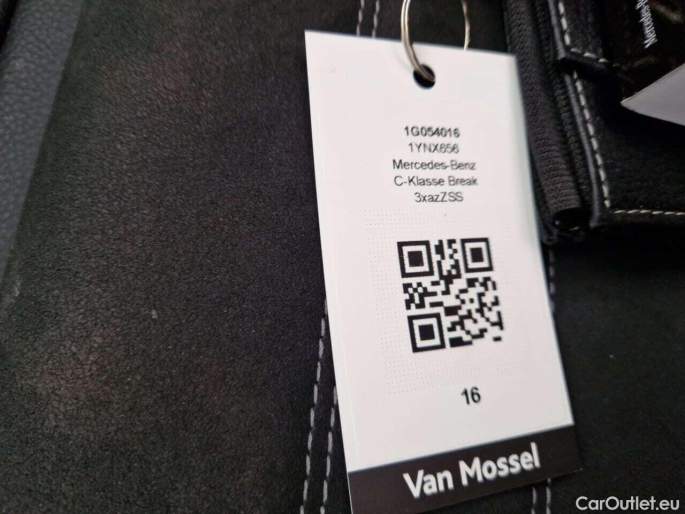 1G054016
1YNX656
Mercedes-Benz
C-Klasse Break
3xazZSS
16
Van Mossel
CarOutlet.eu